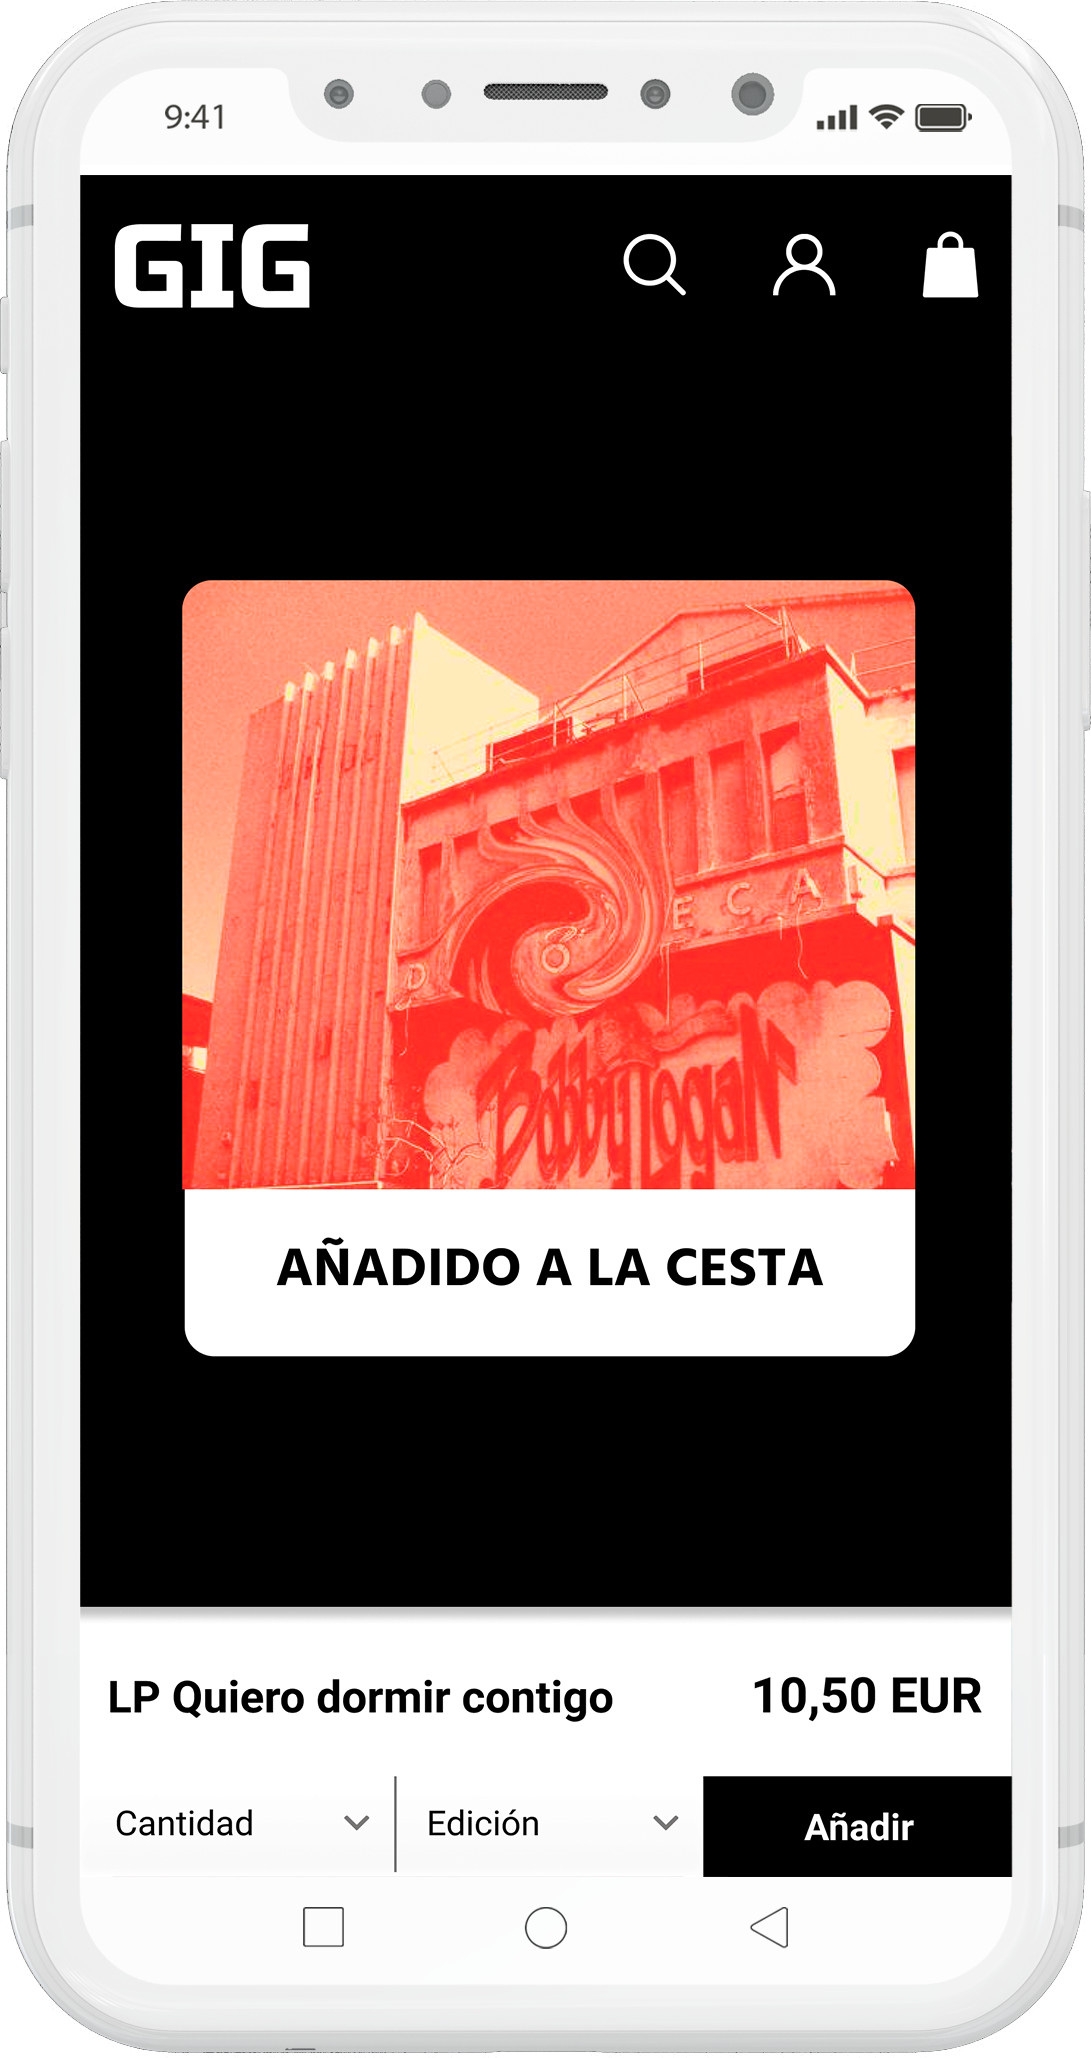 9:41
GIG
D O ECA
Bobby Logan
AÑADIDO A LA CESTA
LP Quiero dormir contigo
10,50 EUR
Cantidad
Edición
Añadir